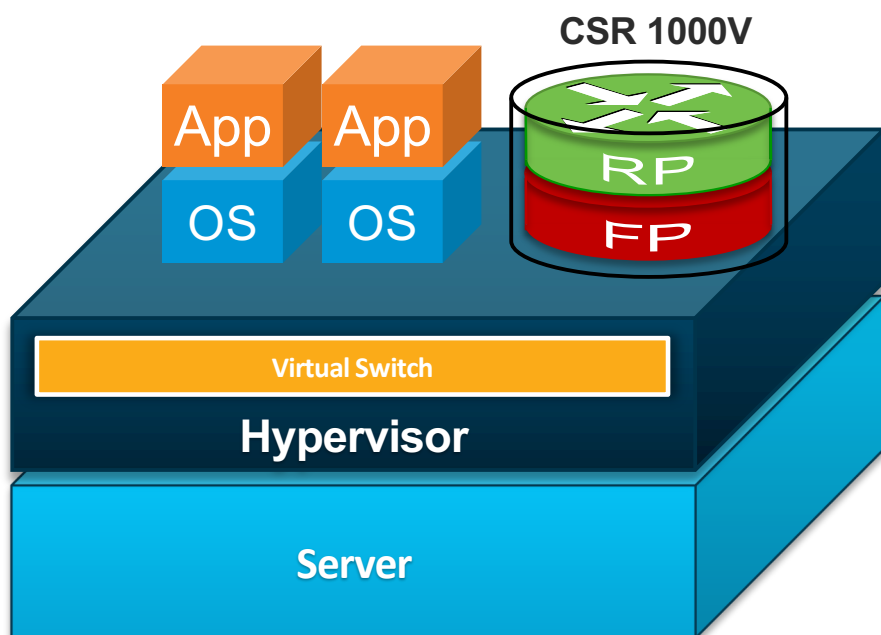 CSR 1000V
App
App
RP
OS
OS
FP
Virtual Switch
Hypervisor
Server